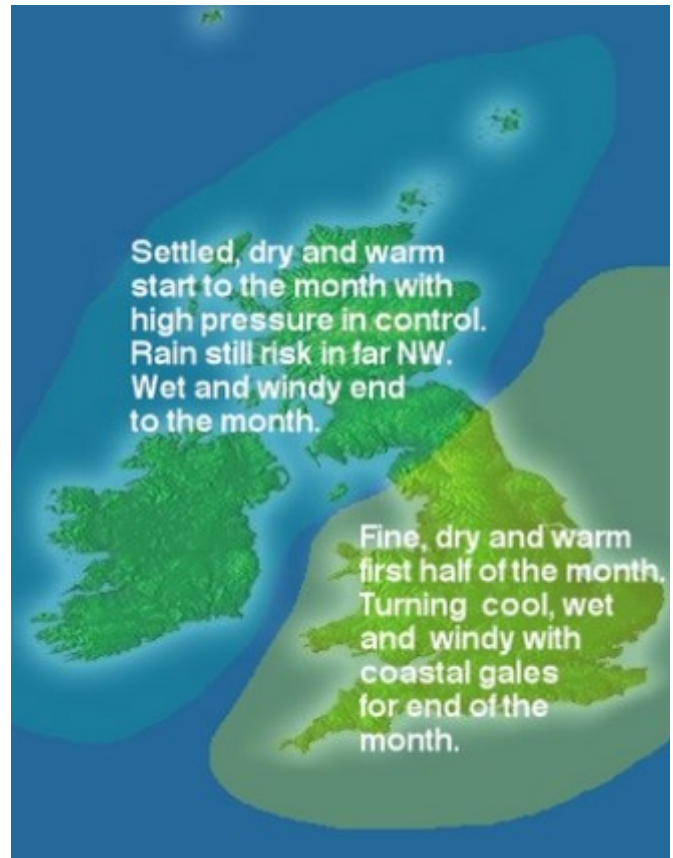 Settled, dry and warm
start to the month with
high pressure in control.
Rain still risk in far NW.
Wet and windy end
to the month.
Fine, dry and warm
first half of the month.
Turning cool, wet
and windy with
coastal gales
for end of the
month.